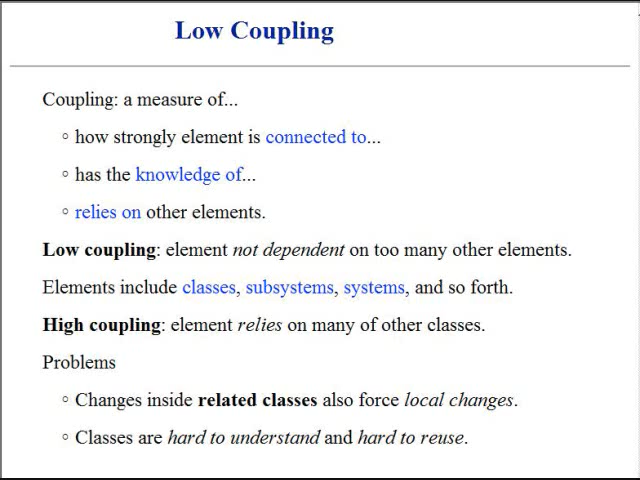 Low Coupling
Coupling: a measure of...
how strongly element is connected to...
has the knowledge of...
relies on other elements.
Low coupling: element not dependent on too many other elements.
Elements include classes, subsystems, systems, and so forth.
High coupling: element relies on many of other classes.
Problems
Changes inside related classes also force local changes.
Classes are hard to understand and hard to reuse.